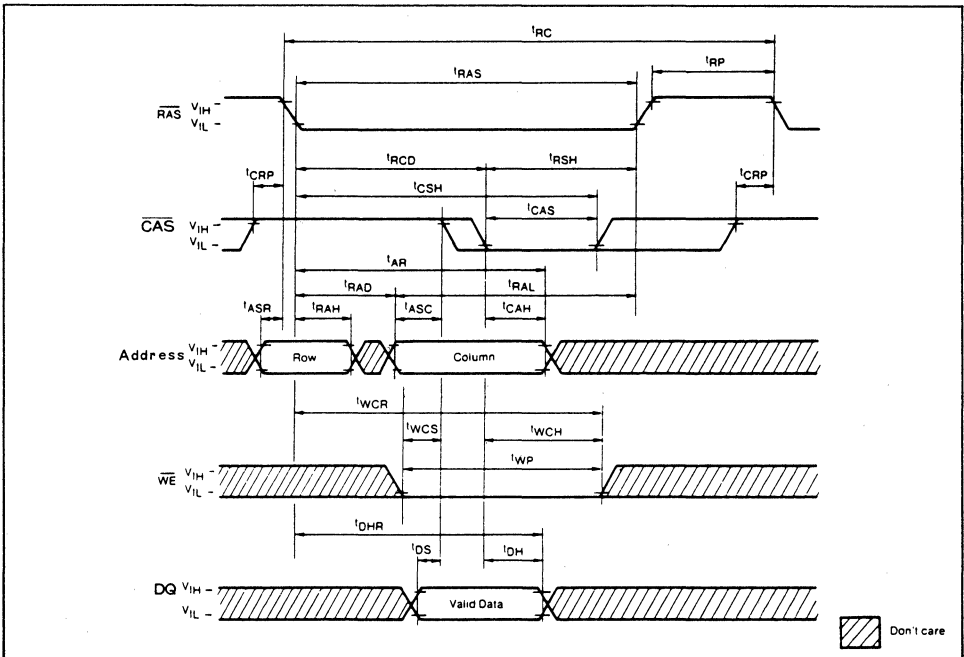 tRC
tRP
tRAS
RAS VIH –
VIL –
tRCD tRSH
tCRP tCSH tCRP
tCAS
CAS VIH –
VIL –
tAR
tRAD tRAL
tASR tRAH tASC tCAH
Address VIH –
VIL –
Row Column
tWCR
tWCS tWCH
tWP
WE VIH –
VIL –
tDHR
tDS tDH
DQ VIH –
VIL –
Valid Data
Don't care